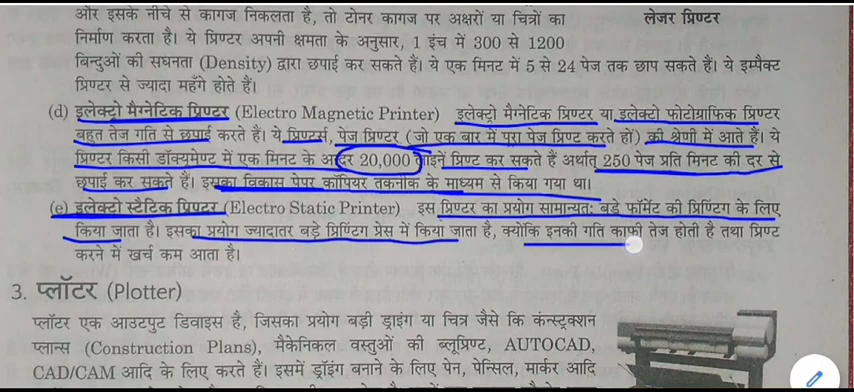 और इसके नीचे से कागज निकलता है, तो टोनर कागज पर अक्षरों या चित्रों का
लेजर प्रिण्टर
निर्माण करता है। ये प्रिण्टर अपनी क्षमता के अनुसार, 1 इंच में 300 से 1200
बिन्दुओं की सघनता (Density) द्वारा छपाई कर सकते हैं। ये एक मिनट में 5 से 24 पेज तक छाप सकते हैं। ये इम्पैक्ट
प्रिण्टर से ज्यादा महँगे होते हैं।
(d) इलेक्ट्रो मैग्नेटिक प्रिण्टर (Electro Magnetic Printer) इलेक्ट्रो मैग्नेटिक प्रिण्टर या इलेक्टो फोटोग्राफिक प्रिण्टर
बहुत तेज गति से छपाई करते हैं। ये प्रिण्टर्स, पेज प्रिण्टर (जो एक बार में पूरा पेज प्रिण्ट करते हों) की श्रेणी में आते हैं। ये
प्रिण्टर किसी डॉक्यूमेण्ट में एक मिनट के अन्दर 20,000 लाइनें प्रिण्ट कर सकते हैं अर्थात् 250 पेज प्रति मिनट की दर से
छपाई कर सकते हैं। इसका विकास पेपर कॉपियर तकनीक के माध्यम से किया गया था।
(e) इलेक्टो स्टैटिक प्रिण्टर (Electro Static Printer) इस प्रिण्टर का प्रयोग सामान्यतः बड़े फॉर्मेट की प्रिण्टिंग के लिए
किया जाता है। इसका प्रयोग ज्यादातर बड़े प्रिण्टिंग प्रेस में किया जाता है, क्योंकि इनकी गति काफी तेज होती है तथा प्रिण्ट
करने में खर्च कम आता है।
3. प्लॉटर (Plotter)
प्लॉटर एक आउटपुट डिवाइस है, जिसका प्रयोग बड़ी ड्राइंग या चित्र जैसे कि कंन्स्ट्रक्शन
प्लान्स (Construction Plans), मैकेनिकल वस्तुओं की ब्लूप्रिण्ट, AUTOCAD,
CAD/CAM आदि के लिए करते हैं। इसमें ड्रॉइंग बनाने के लिए पेन, पेन्सिल, मार्कर आदि